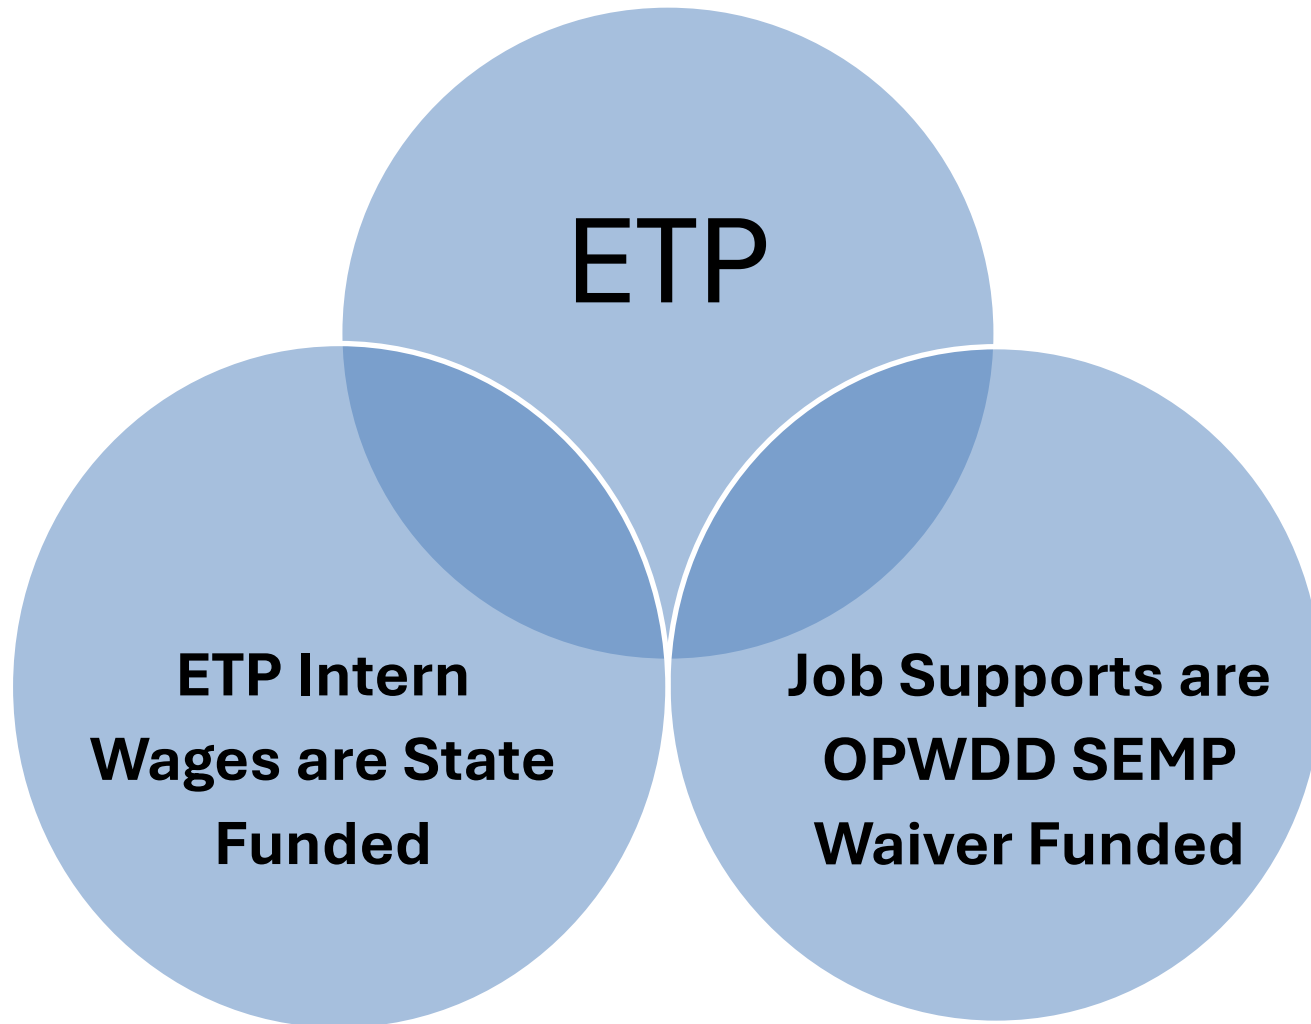 ETP
ETP Intern
Wages are State
Funded
Job Supports are
OPWDD SEMP
Waiver Funded